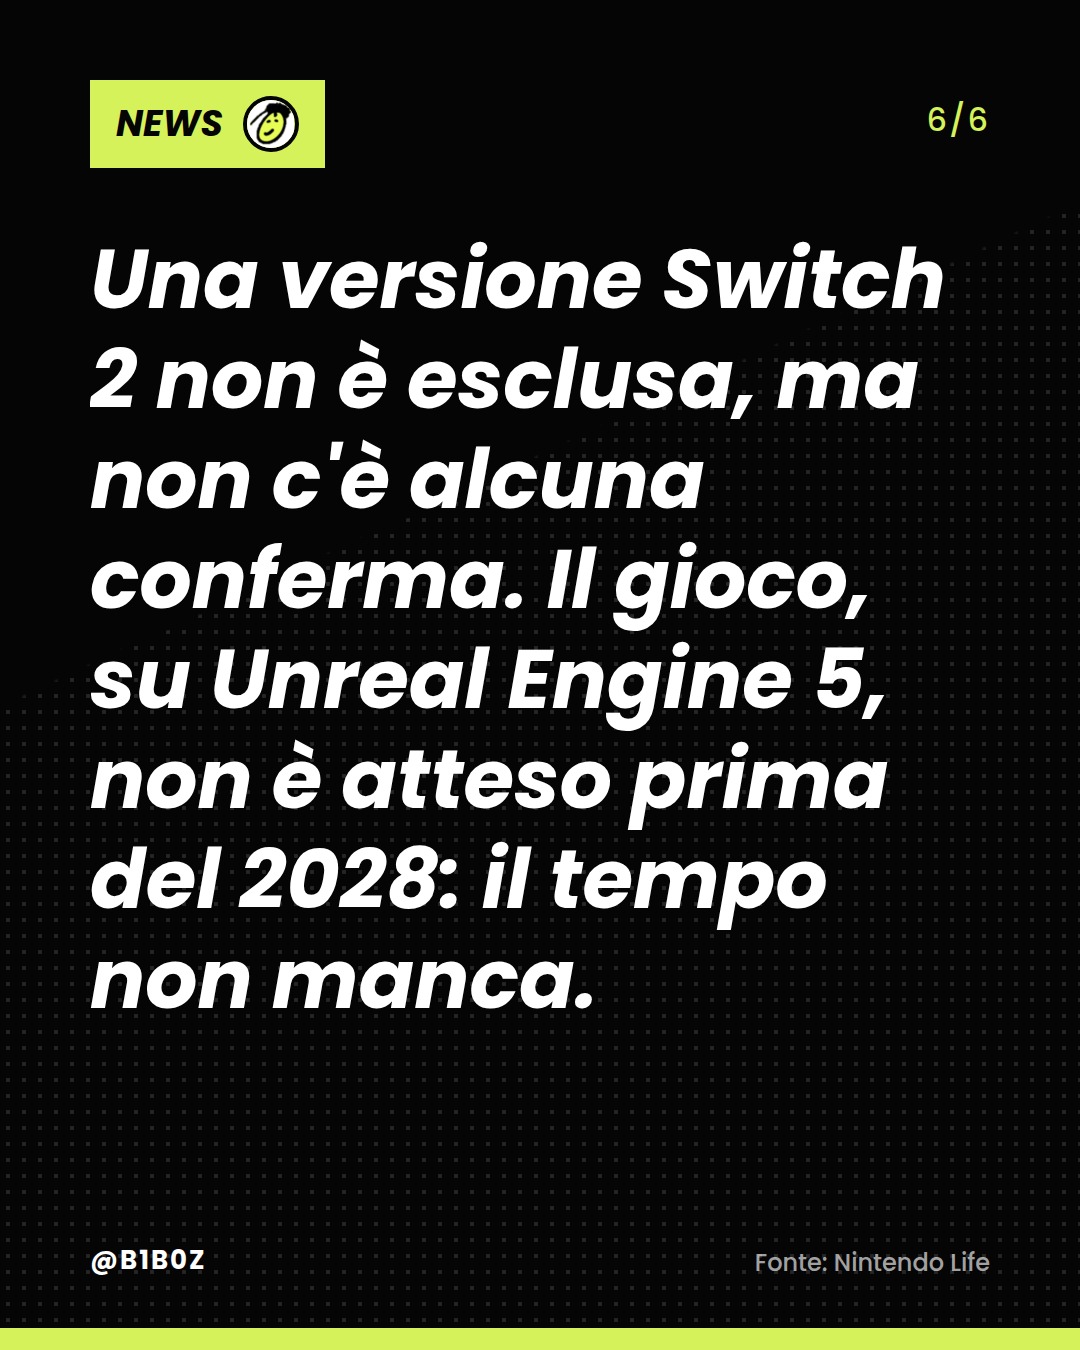 NEWS
6/6
Una versione Switch
2 non è esclusa, ma
non c'è alcuna
conferma. Il gioco,
su Unreal Engine 5,
non è atteso prima
del 2028: il tempo
non manca.
@B1B0Z
Fonte: Nintendo Life